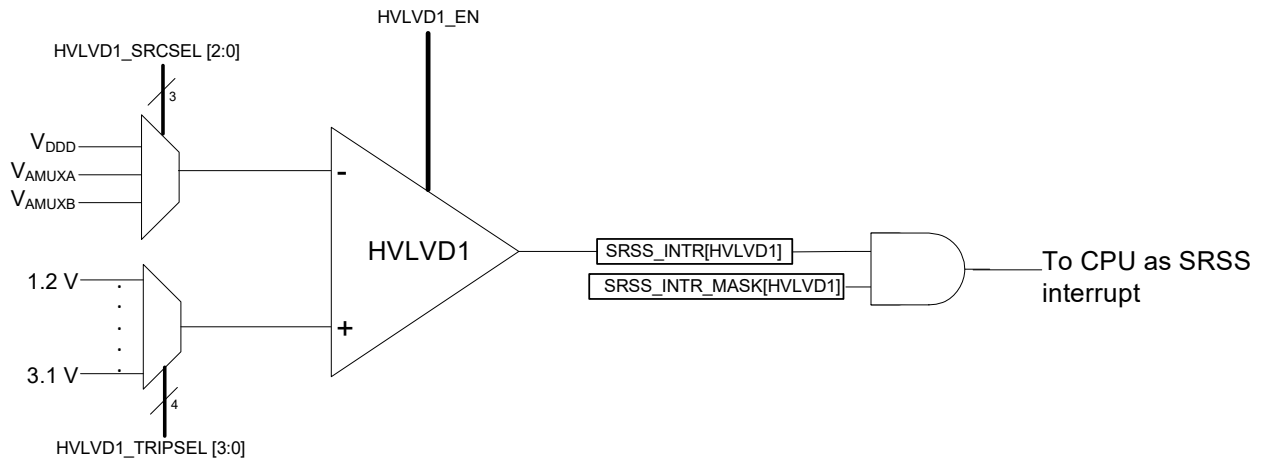 HVLVD1_EN
HVLVD1_SRCSEL [2:0]
3
VDDD
VAMUXA
VAMUXB
-
HVLVD1
SRSS_INTR[HVLVD1]
SRSS_INTR_MASK[HVLVD1]
To CPU as SRSS
interrupt
1.2 V
+
3.1 V
4
HVLVD1_TRIPSEL [3:0]